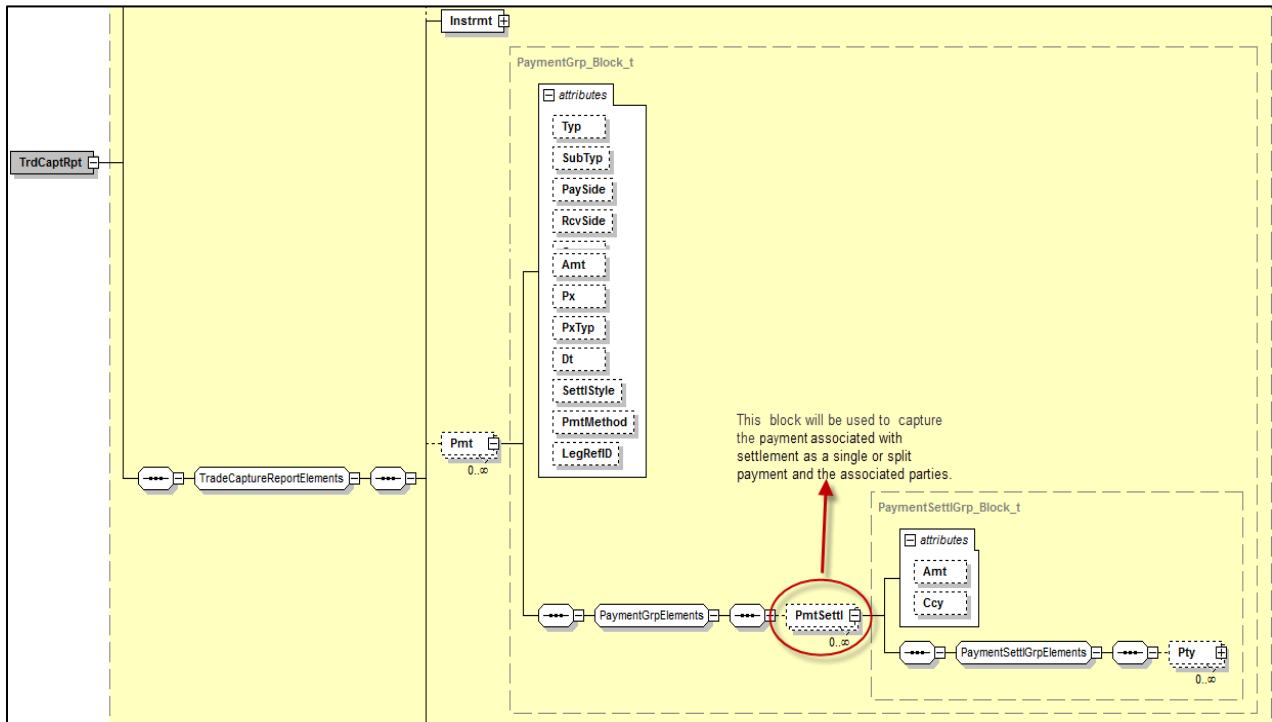 Instrmt
PaymentGrp_Block_t
attributes
Typ
SubTyp
PaySide
RcvSide
Amt
Px
PxTyp
Dt
SettlStyle
PmtMethod
LegRefID
TrdCaptRpt
Pmt
0..∞
TradeCaptureReportElements
This block will be used to capture
the payment associated with
settlement as a single or split
payment and the associated parties.
PaymentSettlGrp_Block_t
attributes
Amt
Ccy
PaymentGrpElements
PmtSettl
0..∞
PaymentSettlGrpElements
Pty
0..∞